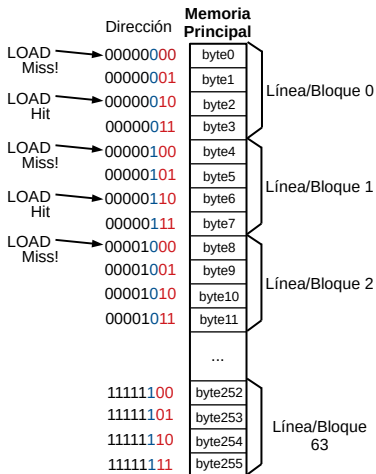 Dirección
Memoria
Principal
LOAD
Miss!
00000000 byte0
00000001 byte1
LOAD
Hit
00000010 byte2
00000011 byte3
Línea/Bloque 0
LOAD
Miss!
00000100 byte4
00000101 byte5
LOAD
Hit
00000110 byte6
00000111 byte7
Línea/Bloque 1
LOAD
Miss!
00001000 byte8
00001001 byte9
00001010 byte10
00001011 byte11
Línea/Bloque 2
...
11111100 byte252
11111101 byte253
11111110 byte254
11111111 byte255
Línea/Bloque
63